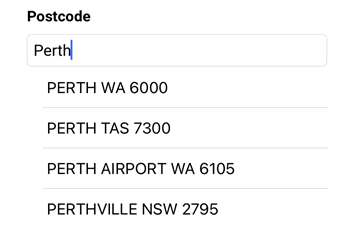 Postcode
Perth
PERTH WA 6000
PERTH TAS 7300
PERTH AIRPORT WA 6105
PERTHVILLE NSW 2795